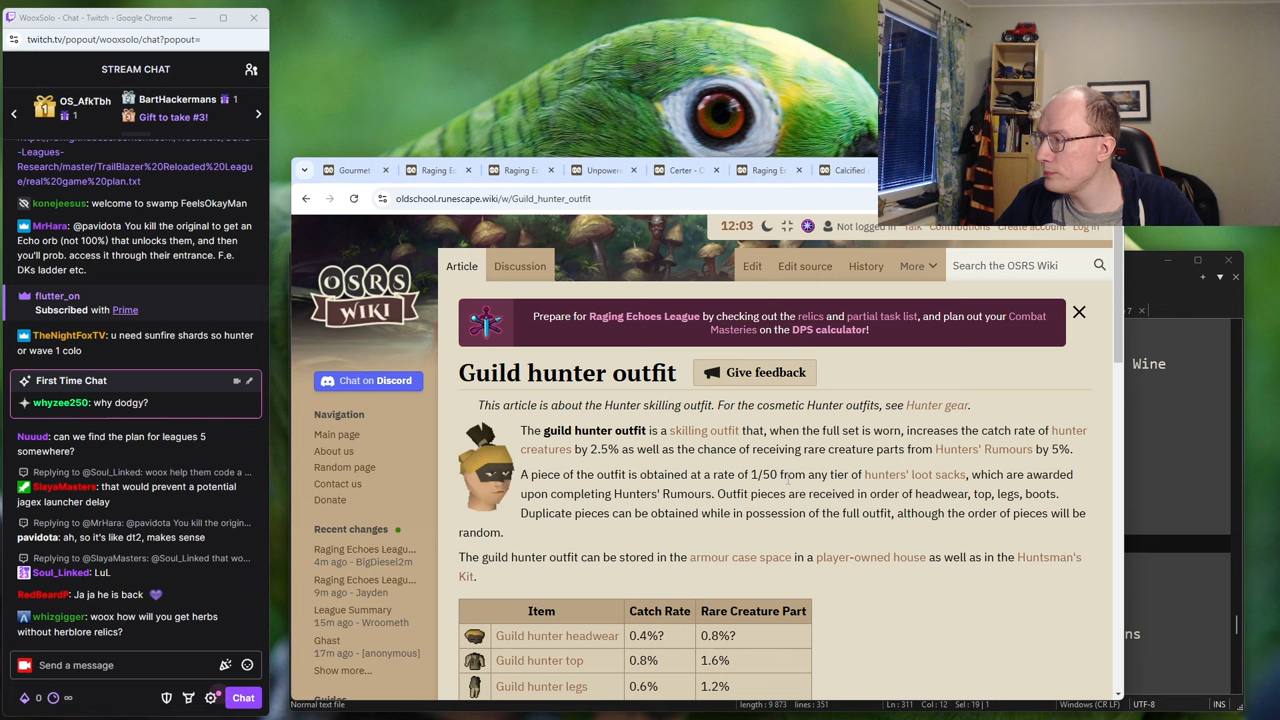 WooxSolo - Chat - Twitch - Google Chrome
twitch.tv/popout/wooxsolo/chat?popout=
STREAM CHAT
OS_AfkTbh
1
BartHackermans 1
Gift to take #3!
-Leagues-
Research/master/TrailBlazer%20Reloaded%20Leagu
e/real%20game%20plan.txt
konejeesus: welcome to swamp FeelsOkayMan
MrHara: @pavidota You kill the original to get an
Echo orb (not 100%) that unlocks them, and then
you'll prob. access it through their entrance. F.e.
DKs ladder etc.
flutter_on
Subscribed with Prime
TheNightFoxTV: u need sunfire shards so hunter
or wave 1 colo
First Time Chat
whyzee250: why dodgy?
Nuuud: can we find the plan for leagues 5
somewhere?
Replying to @Soul_Linked: woox help them code a ...
SlayaMasters: that would prevent a potential
jagex launcher delay
Replying to @MrHara: @pavidota You kill the origin...
pavidota: ah, so it's like dt2, makes sense
Replying to @SlayaMasters: @Soul_Linked that wo...
Soul_Linked: LuL
RedBeardP: Ja ja he is back
whizgigger: woox how will you get herbs
without herblore relics?
Send a message
0
∞
Chat
Gourmet
Raging Ec
Raging Ec
Unpowere
Certer - C
Raging Ec
Calcified
oldschool.runescape.wiki/w/Guild_hunter_outfit
12:03
Not logged in Talk Contributions Create account Log in
OSRS
WIKI
Article
Discussion
Edit
Edit source
History
More
Search the OSRS Wiki
Prepare for Raging Echoes League by checking out the relics and partial task list, and plan out your Combat
Masteries on the DPS calculator!
Guild hunter outfit
Give feedback
Chat on Discord
Navigation
Main page
About us
Random page
Contact us
Donate
Recent changes
Raging Echoes Leagu...
4m ago - BigDiesel2m
Raging Echoes Leagu...
9m ago - Jayden
League Summary
15m ago - Wroometh
Ghast
17m ago - [anonymous]
Show more...
Guides
This article is about the Hunter skilling outfit. For the cosmetic Hunter outfits, see Hunter gear.
The guild hunter outfit is a skilling outfit that, when the full set is worn, increases the catch rate of hunter
creatures by 2.5% as well as the chance of receiving rare creature parts from Hunters' Rumours by 5%.
A piece of the outfit is obtained at a rate of 1/50 from any tier of hunters' loot sacks, which are awarded
upon completing Hunters' Rumours. Outfit pieces are received in order of headwear, top, legs, boots.
Duplicate pieces can be obtained while in possession of the full outfit, although the order of pieces will be
random.
The guild hunter outfit can be stored in the armour case space in a player-owned house as well as in the Huntsman's
Kit.
Item Catch Rate Rare Creature Part
Guild hunter headwear 0.4%? 0.8%?
Guild hunter top 0.8% 1.6%
Guild hunter legs 0.6% 1.2%
Wine
ns
Normal text file
length : 9 873 lines : 351
Ln : 311 Col : 12 Sel : 19 | 1
Windows (CR LF)
UTF-8
INS